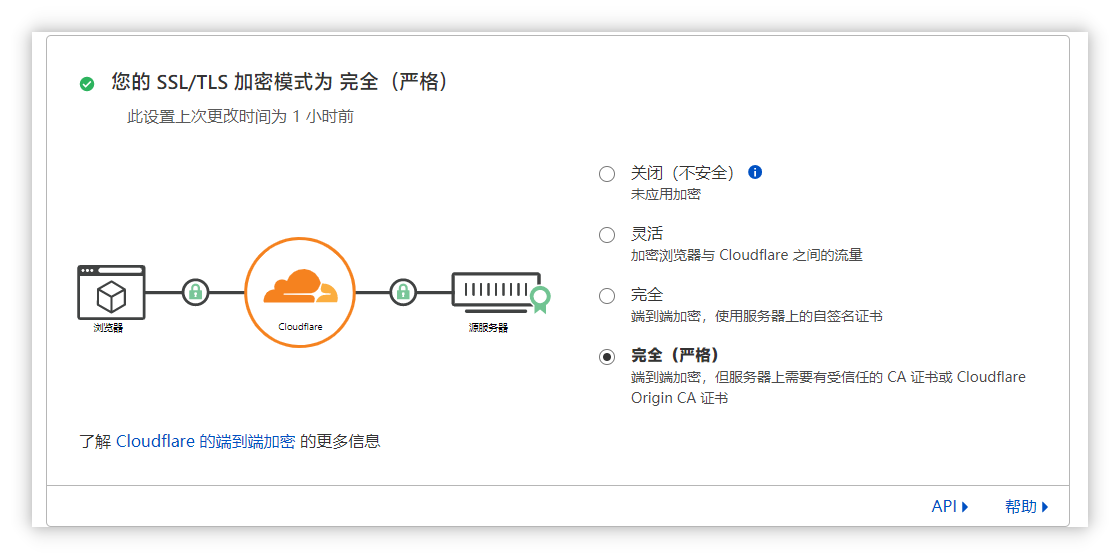 您的 SSL/TLS 加密模式为 完全（严格）
此设置上次更改时间为 1 小时前
关闭（不安全）
未应用加密
灵活
加密浏览器与 Cloudflare 之间的流量
完全
端到端加密，使用服务器上的自签名证书
完全（严格）
端到端加密，但服务器上需要有受信任的 CA 证书或 Cloudflare
Origin CA 证书
浏览器
Cloudflare
源服务器
了解 Cloudflare 的端到端加密 的更多信息
API
帮助